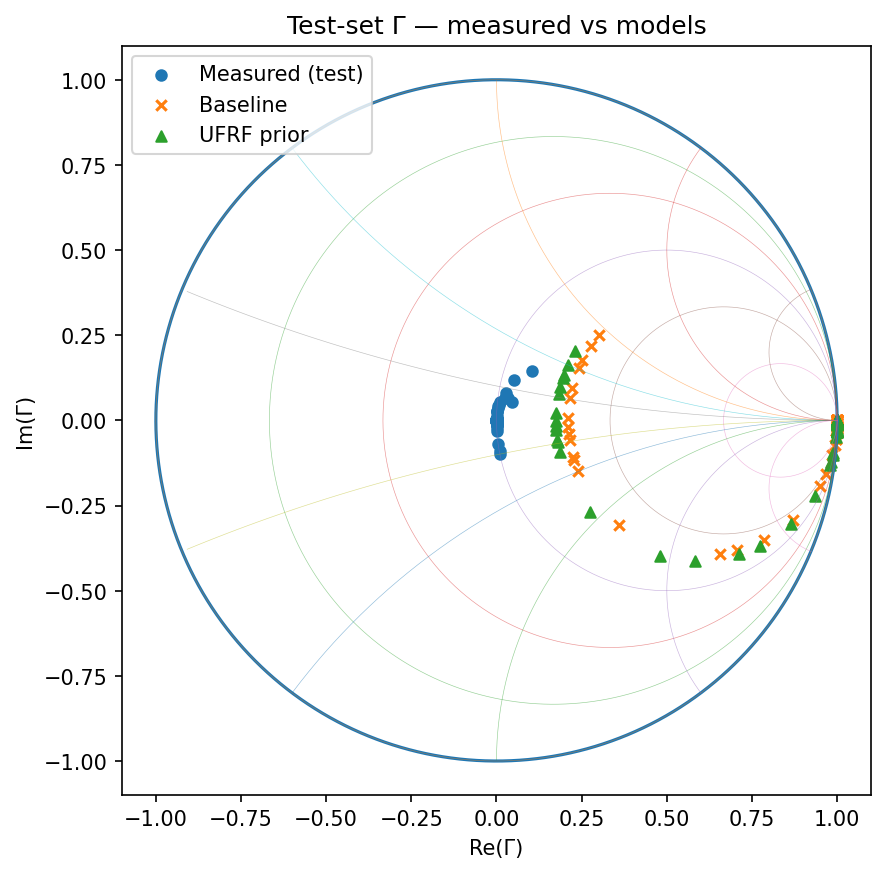 Test-set Γ — measured vs models
Measured (test)
Baseline
UFRF prior
1.00
0.75
0.50
0.25
0.00
−0.25
−0.50
−0.75
−1.00
Im(Γ)
−1.00 −0.75 −0.50 −0.25 0.00 0.25 0.50 0.75 1.00
Re(Γ)